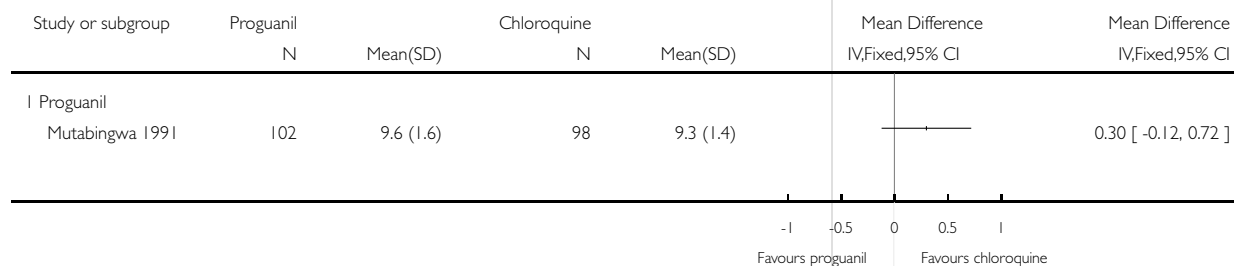 Study or subgroup Proguanil Chloroquine Mean Difference Mean Difference
N Mean(SD) N Mean(SD) IV,Fixed,95% CI IV,Fixed,95% CI
1 Proguanil
Mutabingwa 1991 102 9.6 (1.6) 98 9.3 (1.4) 0.30 [ -0.12, 0.72 ]
-1 -0.5 0 0.5 1
Favours proguanil Favours chloroquine